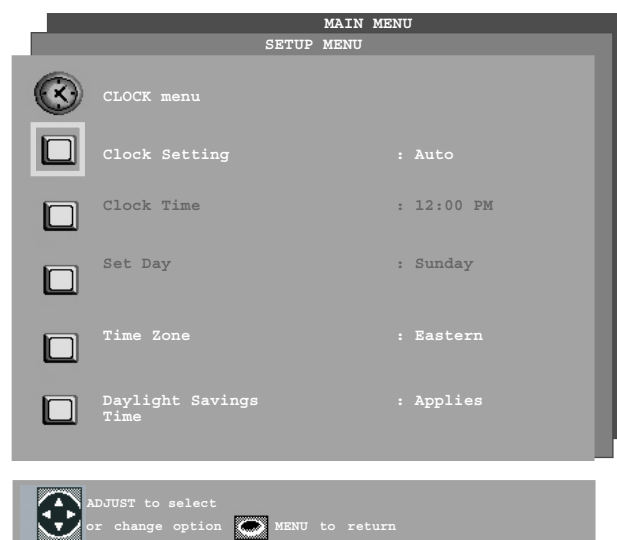 MAIN MENU
SETUP MENU
CLOCK menu
Clock Setting : Auto
Clock Time : 12:00 PM
Set Day : Sunday
Time Zone : Eastern
Daylight Savings : Applies
Time
ADJUST to select
or change option MENU to return